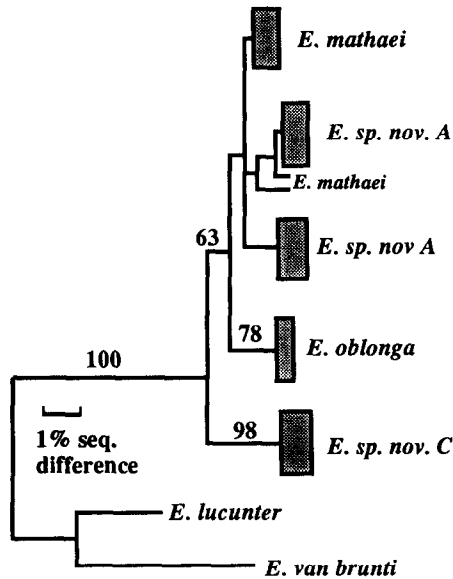 E. mathaei
E. sp. nov. A
E. mathaei
63
E. sp. nov A
78
E. oblonga
100
1% seq.
difference
98
E. sp. nov. C
E. lucunter
E. van brunti